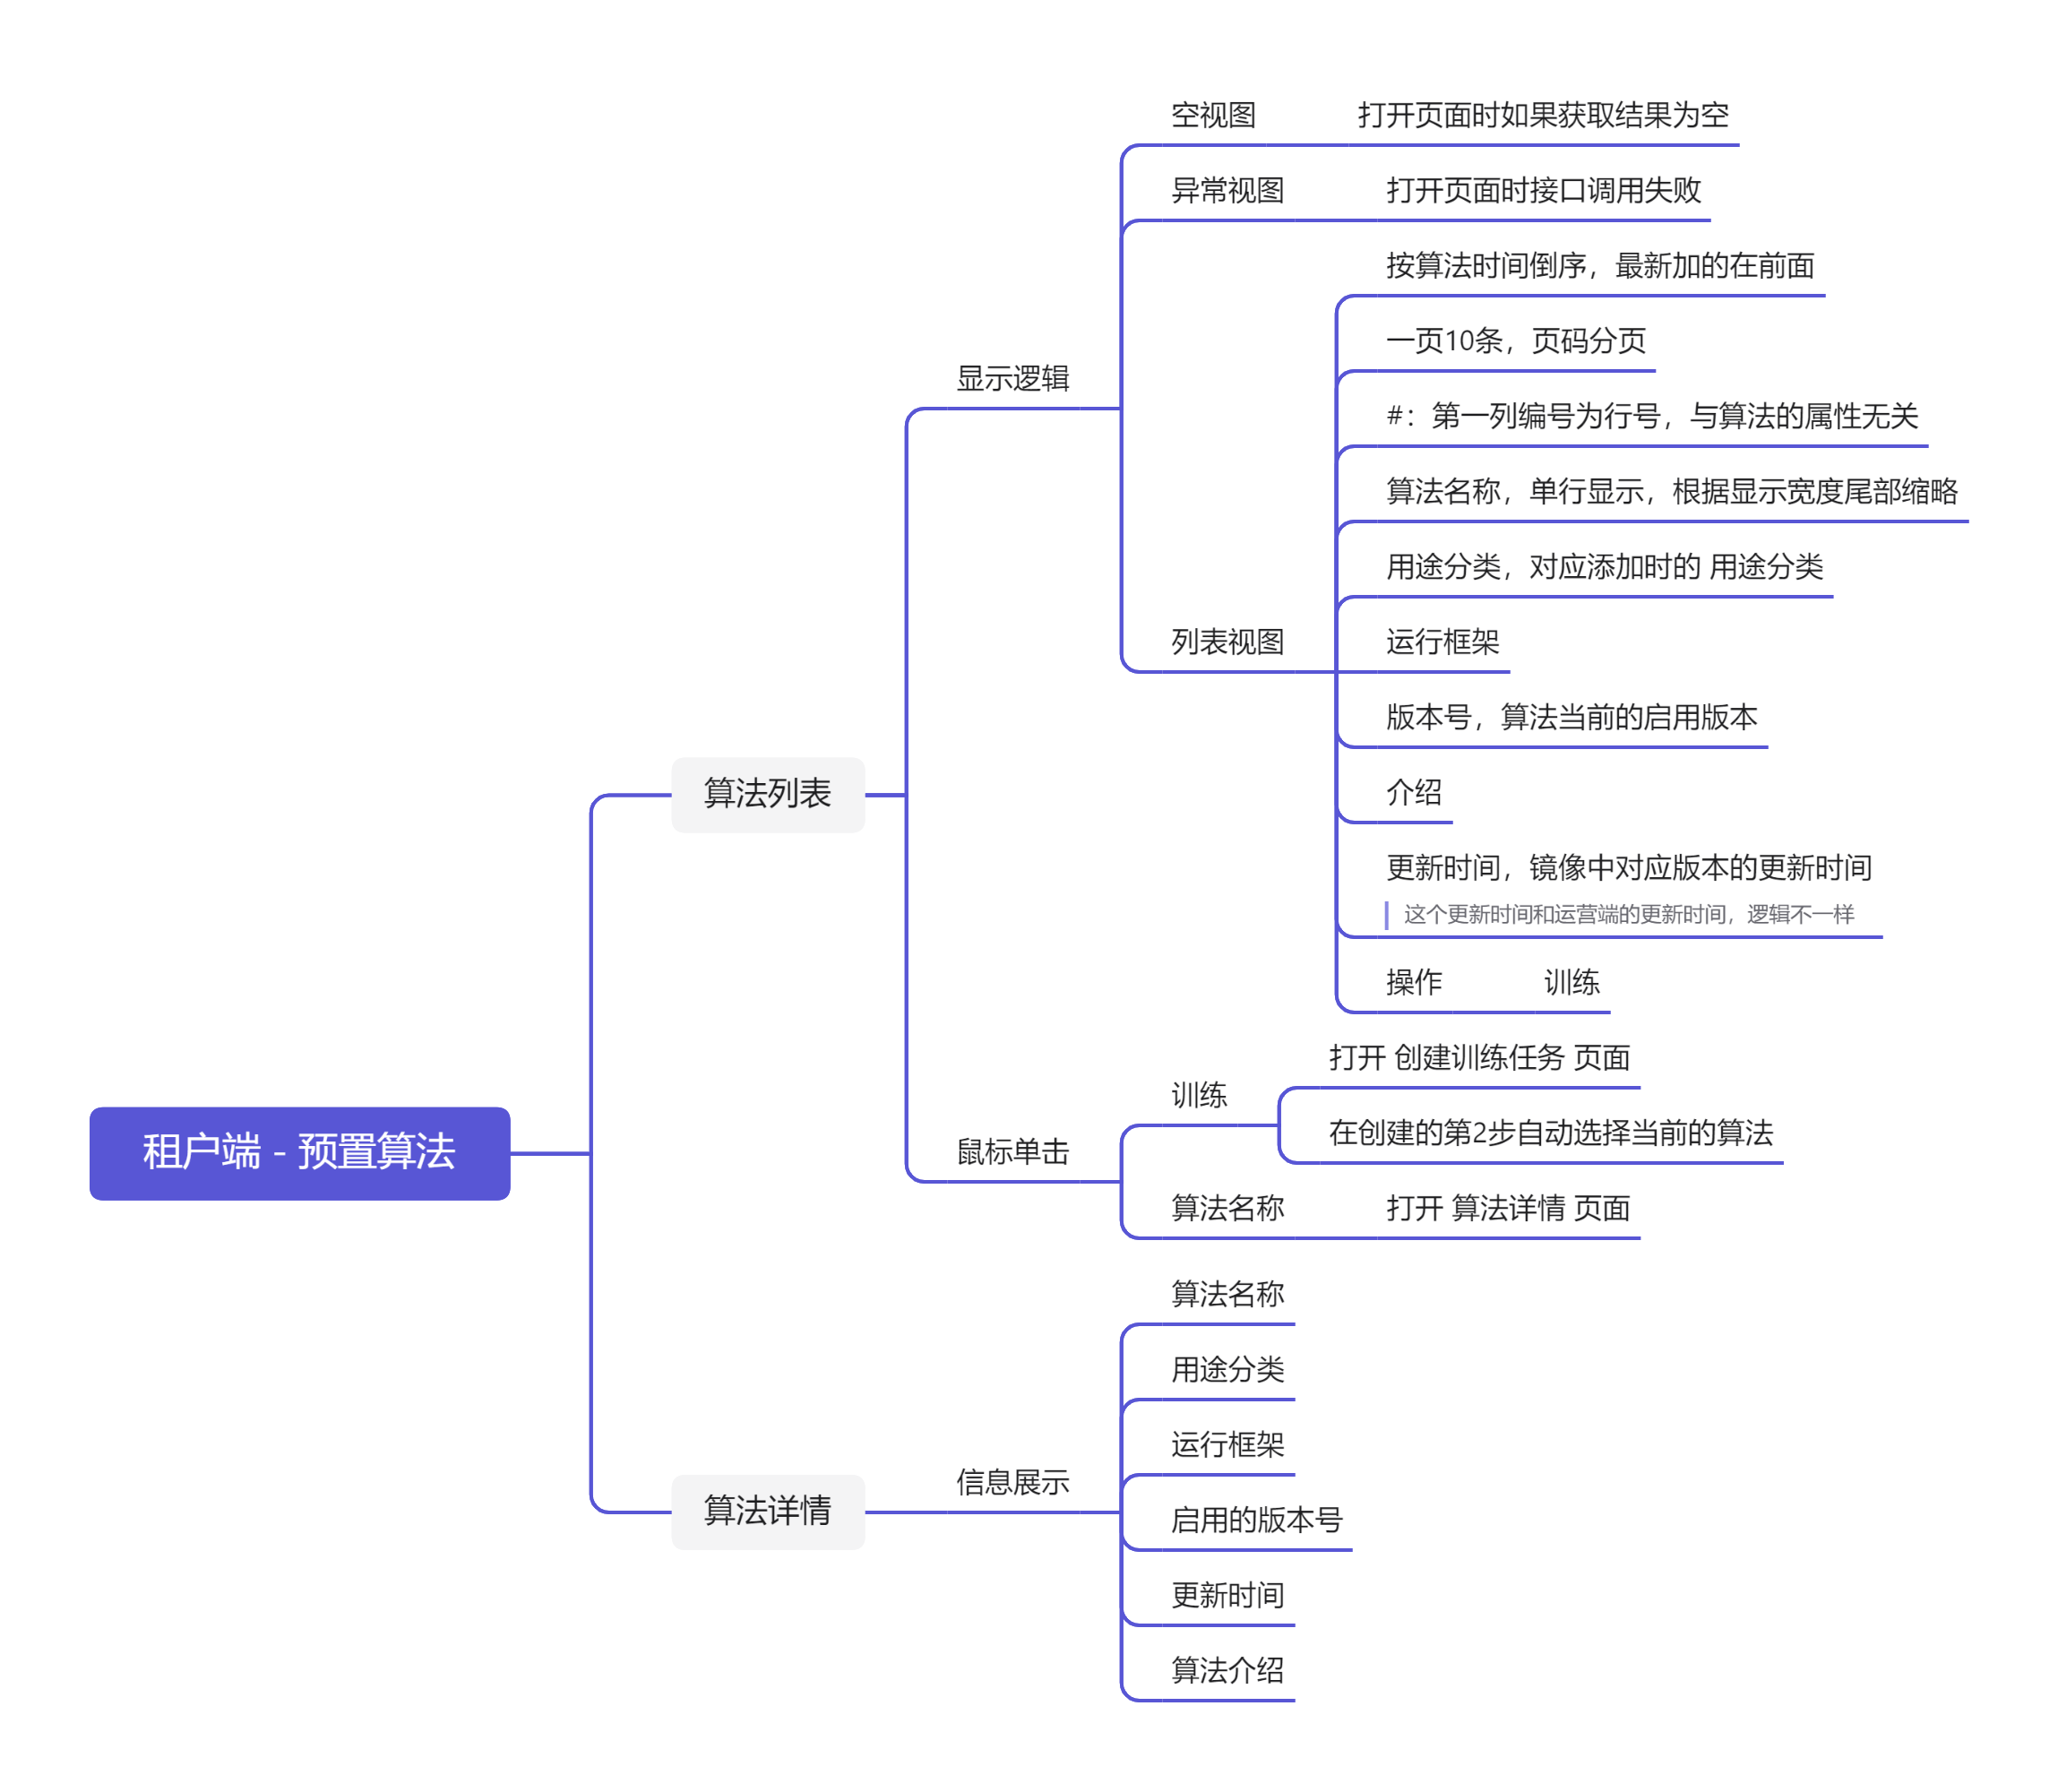 租户端 - 预置算法
算法列表
显示逻辑
空视图
打开页面时如果获取结果为空
异常视图
打开页面时接口调用失败
列表视图
按算法时间倒序，最新加的在前面
一页10条，页码分页
#：第一列编号为行号，与算法的属性无关
算法名称，单行显示，根据显示宽度尾部缩略
用途分类，对应添加时的 用途分类
运行框架
版本号，算法当前的启用版本
介绍
更新时间，镜像中对应版本的更新时间
这个更新时间和运营端的更新时间，逻辑不一样
操作
训练
鼠标单击
训练
打开 创建训练任务 页面
在创建的第2步自动选择当前的算法
算法名称
打开 算法详情 页面
算法详情
信息展示
算法名称
用途分类
运行框架
启用的版本号
更新时间
算法介绍